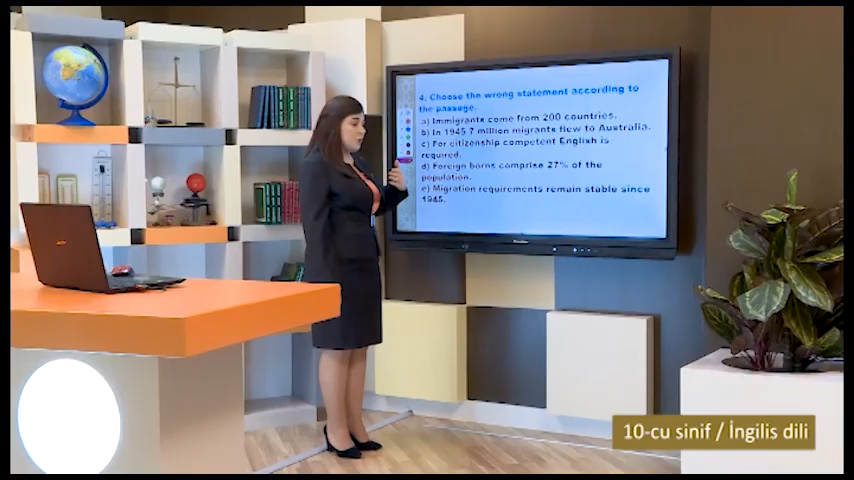 4. Choose the wrong statement according to
the passage.
a) Immigrants come from 200 countries.
b) In 1945 7 million migrants flew to Australia.
c) For citizenship competent English is
required.
d) Foreign borns comprise 27% of the
population.
e) Migration requirements remain stable since
1945.
10-cu sinif / İngilis dili